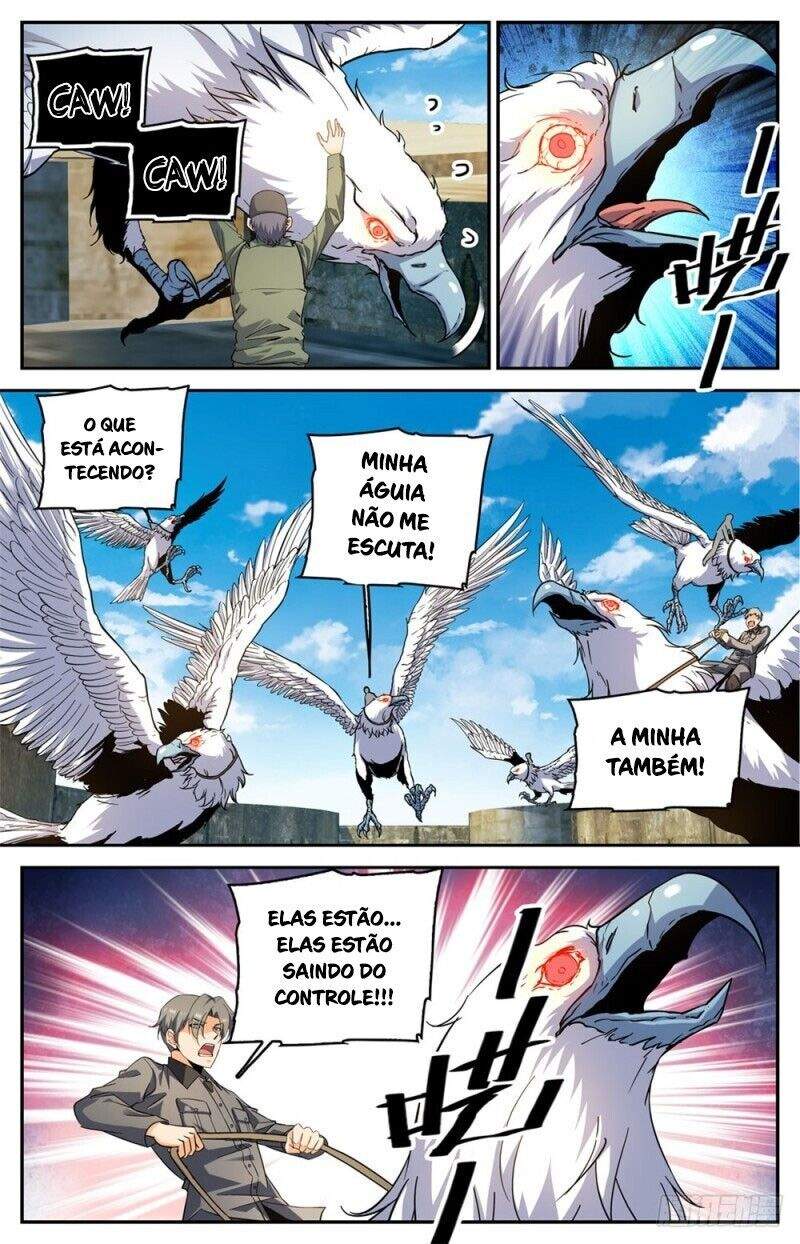 CAW!
CAW!
呀——
O QUE
ESTÁ ACON-
TECENDO?
MINHA
ÁGUIA
NÃO ME
ESCUTA!
A MINHA
TAMBÉM!
ELAS ESTÃO...
ELAS ESTÃO
SAINDO DO
CONTROLE!!!